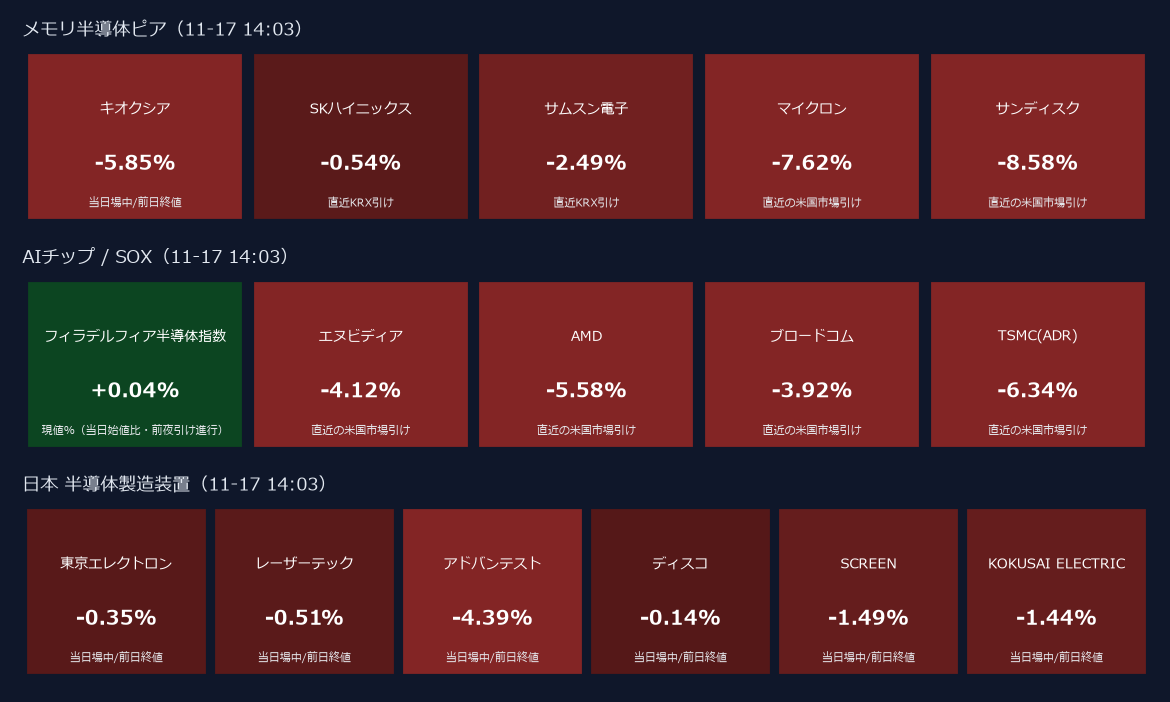 メモリ半導体ピア（11-17 14:03）
キオクシア
-5.85%
当日場中/前日終値
SKハイニックス
-0.54%
直近KRX引け
サムスン電子
-2.49%
直近KRX引け
マイクロン
-7.62%
直近の米国市場引け
サンディスク
-8.58%
直近の米国市場引け
AIチップ / SOX（11-17 14:03）
フィラデルフィア半導体指数
+0.04%
現値%（当日始値比・前夜引け進行）
エヌビディア
-4.12%
直近の米国市場引け
AMD
-5.58%
直近の米国市場引け
ブロードコム
-3.92%
直近の米国市場引け
TSMC(ADR)
-6.34%
直近の米国市場引け
日本 半導体製造装置（11-17 14:03）
東京エレクトロン
-0.35%
当日場中/前日終値
レーザーテック
-0.51%
当日場中/前日終値
アドバンテスト
-4.39%
当日場中/前日終値
ディスコ
-0.14%
当日場中/前日終値
SCREEN
-1.49%
当日場中/前日終値
KOKUSAI ELECTRIC
-1.44%
当日場中/前日終値